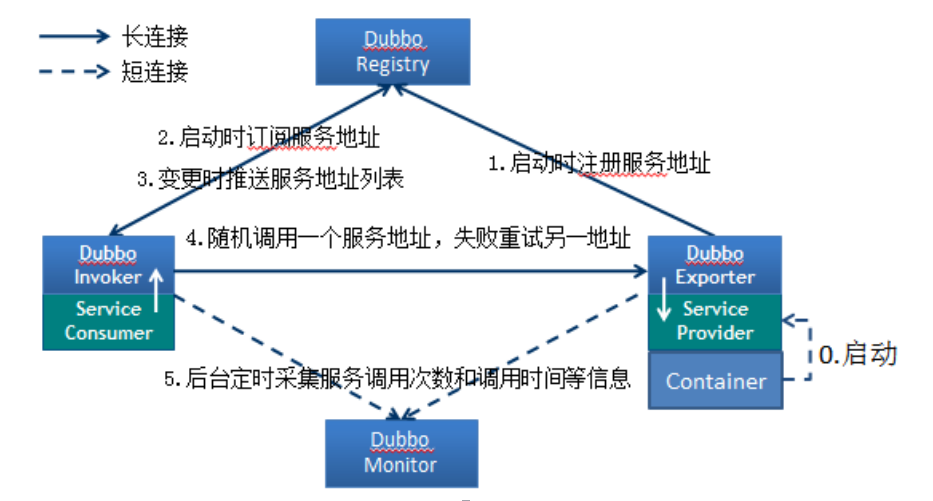 长连接
短连接
Dubbo
Registry
2.启动时订阅服务地址
3.变更时推送服务地址列表
1.启动时注册服务地址
4.随机调用一个服务地址，失败重试另一地址
Dubbo
Invoker
Service
Consumer
Dubbo
Exporter
Service
Provider
Container
0.启动
5.后台定时采集服务调用次数和调用时间等信息
Dubbo
Monitor